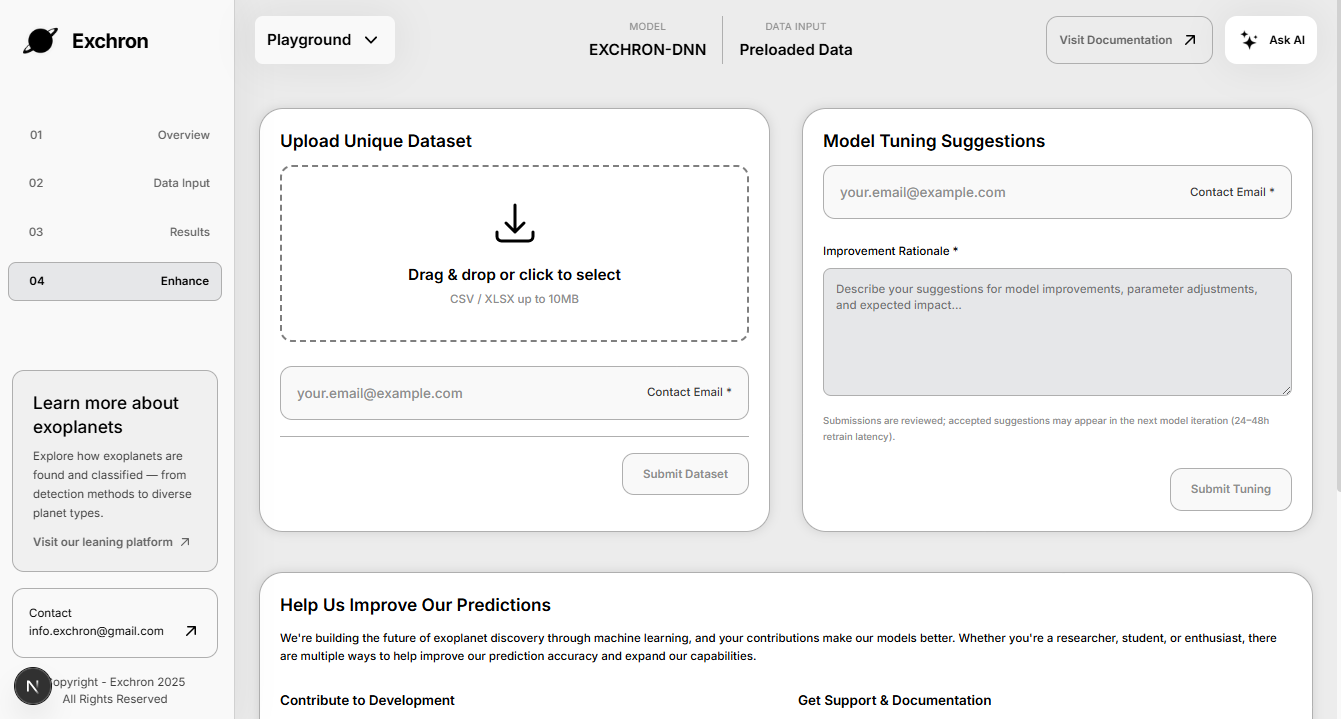 Exchron
01 Overview
02 Data Input
03 Results
04 Enhance
Learn more about
exoplanets
Explore how exoplanets are
found and classified — from
detection methods to diverse
planet types.
Visit our leaning platform
Contact
info.exchron@gmail.com
N
opyright - Exchron 2025
All Rights Reserved
Playground
MODEL
EXCHRON-DNN
DATA INPUT
Preloaded Data
Visit Documentation
Ask AI
Upload Unique Dataset
Drag & drop or click to select
CSV / XLSX up to 10MB
your.email@example.com Contact Email *
Submit Dataset
Model Tuning Suggestions
your.email@example.com Contact Email *
Improvement Rationale *
Describe your suggestions for model improvements, parameter adjustments,
and expected impact...
Submissions are reviewed; accepted suggestions may appear in the next model iteration (24–48h
retrain latency).
Submit Tuning
Help Us Improve Our Predictions
We're building the future of exoplanet discovery through machine learning, and your contributions make our models better. Whether you're a researcher, student, or enthusiast, there
are multiple ways to help improve our prediction accuracy and expand our capabilities.
Contribute to Development
Get Support & Documentation